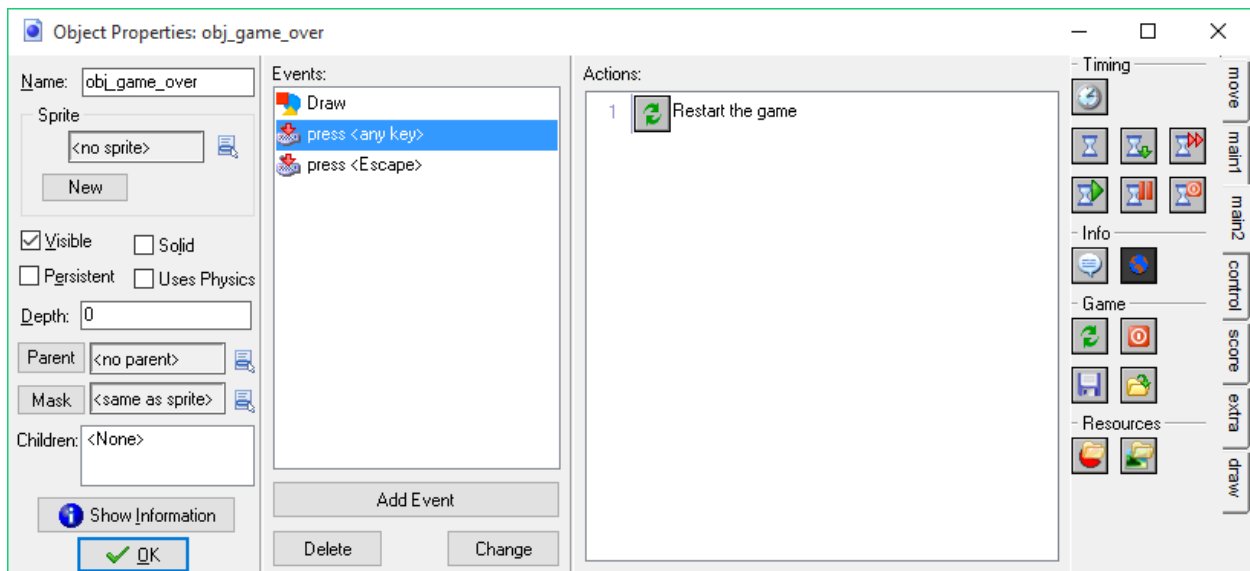 Object Properties: obj_game_over
Name: obj_game_over
Sprite
<no sprite>
New
Visible
Solid
Persistent
Uses Physics
Depth: 0
Parent <no parent>
Mask <same as sprite>
Children: <None>
Show Information
OK
Events:
Draw
press <any key>
press <Escape>
Add Event
Delete
Change
Actions:
1 Restart the game
Timing
Info
Game
Resources
move
main1
main2
control
score
extra
draw